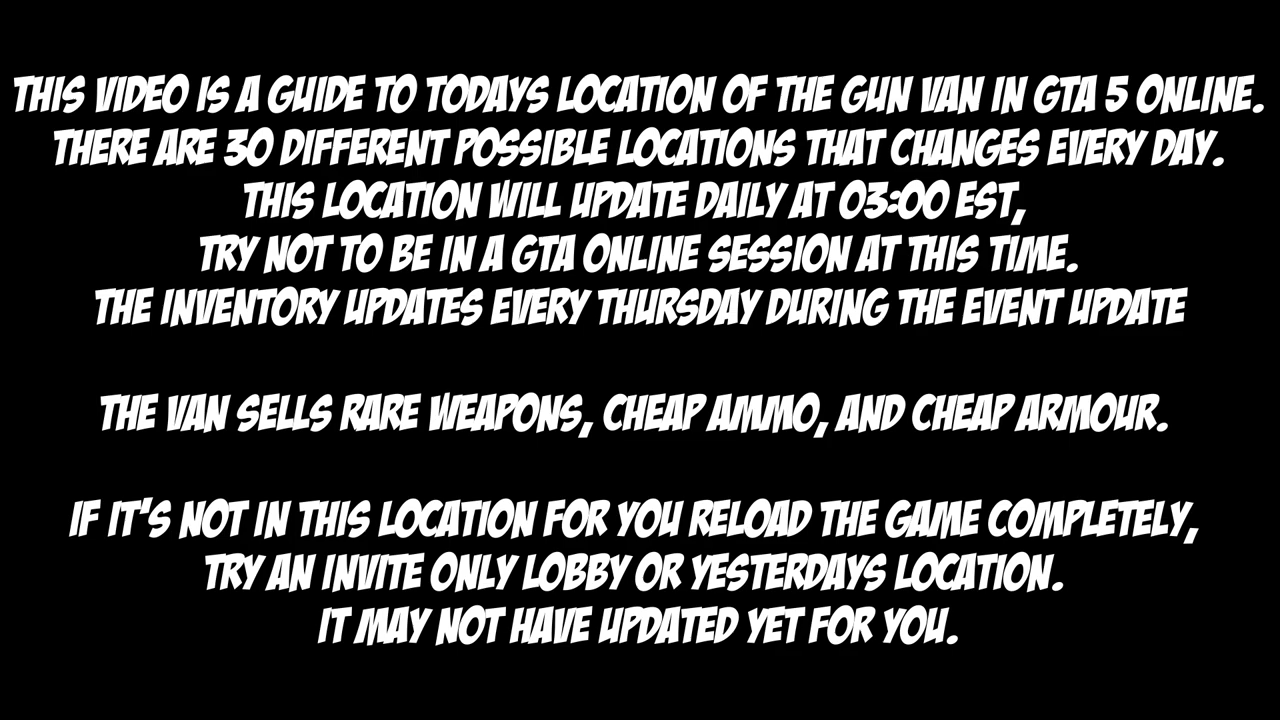 THIS VIDEO IS A GUIDE TO TODAYS LOCATION OF THE GUN VAN IN GTA 5 ONLINE.
THERE ARE 30 DIFFERENT POSSIBLE LOCATIONS THAT CHANGES EVERY DAY.
THIS LOCATION WILL UPDATE DAILY AT 03:00 EST,
TRY NOT TO BE IN A GTA ONLINE SESSION AT THIS TIME.
THE INVENTORY UPDATES EVERY THURSDAY DURING THE EVENT UPDATE
THE VAN SELLS RARE WEAPONS, CHEAP AMMO, AND CHEAP ARMOUR.
IF IT'S NOT IN THIS LOCATION FOR YOU RELOAD THE GAME COMPLETELY,
TRY AN INVITE ONLY LOBBY OR YESTERDAYS LOCATION.
IT MAY NOT HAVE UPDATED YET FOR YOU.